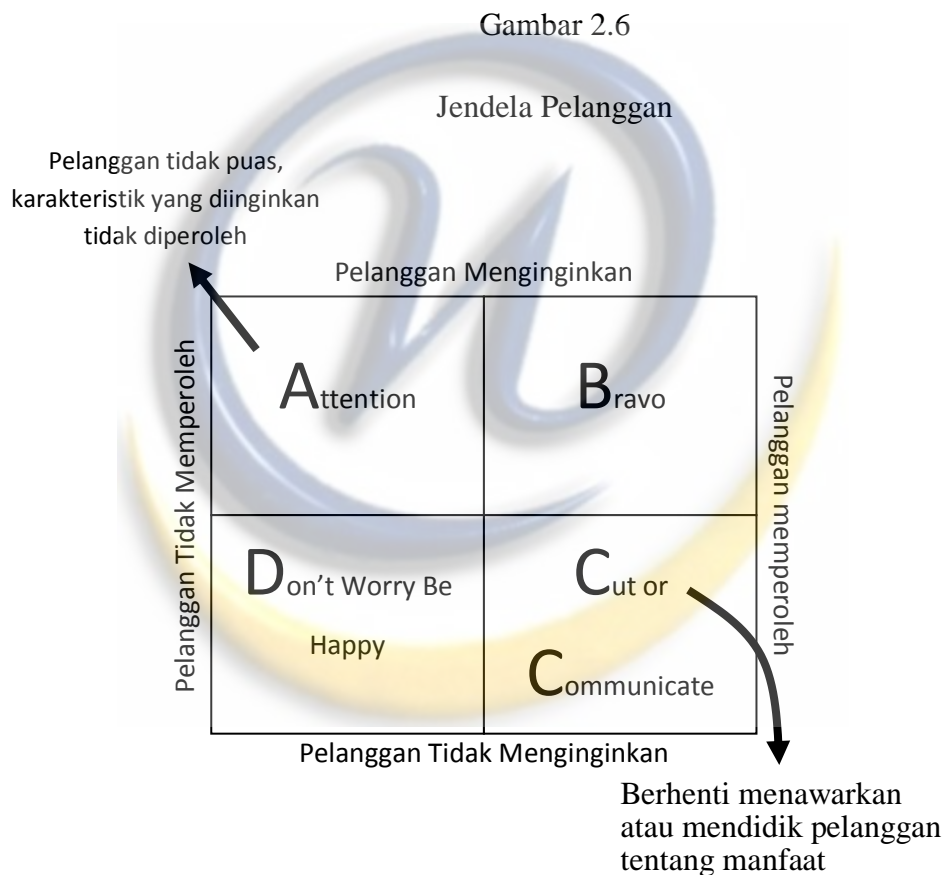 Gambar 2.6
Jendela Pelanggan
Pelanggan tidak puas,
karakteristik yang diinginkan
tidak diperoleh
Pelanggan Menginginkan
Pelanggan Tidak Memperoleh
Attention
Bravo
Pelanggan memperoleh
Don't Worry Be
Happy
Cut or
Communicate
Pelanggan Tidak Menginginkan
Berhenti menawarkan
atau mendidik pelanggan
tentang manfaat